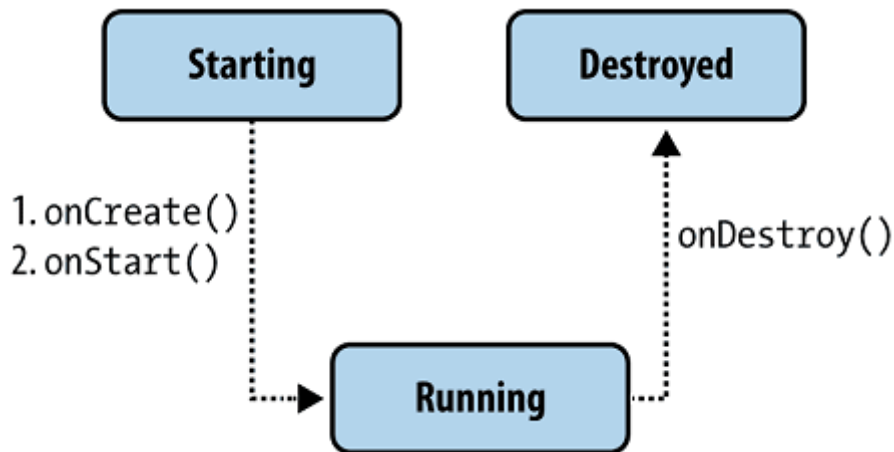 Starting
Destroyed
1. onCreate()
2. onStart()
onDestroy()
Running